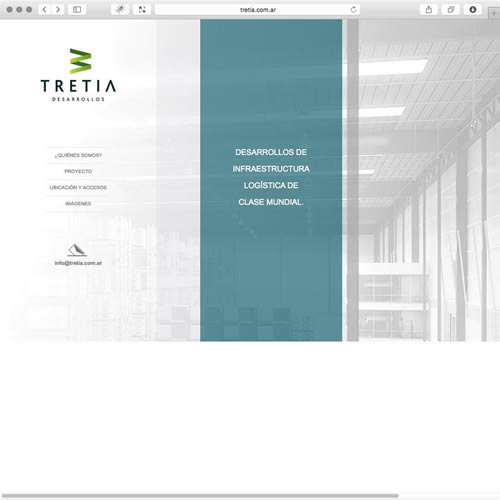 tretia.com.ar
TRETIA
DESARROLLOS
¿QUIÉNES SOMOS?
PROYECTO
UBICACIÓN Y ACCESOS
IMÁGENES
info@tretia.com.ar
DESARROLLOS DE
INFRAESTRUCTURA
LOGÍSTICA DE
CLASE MUNDIAL.